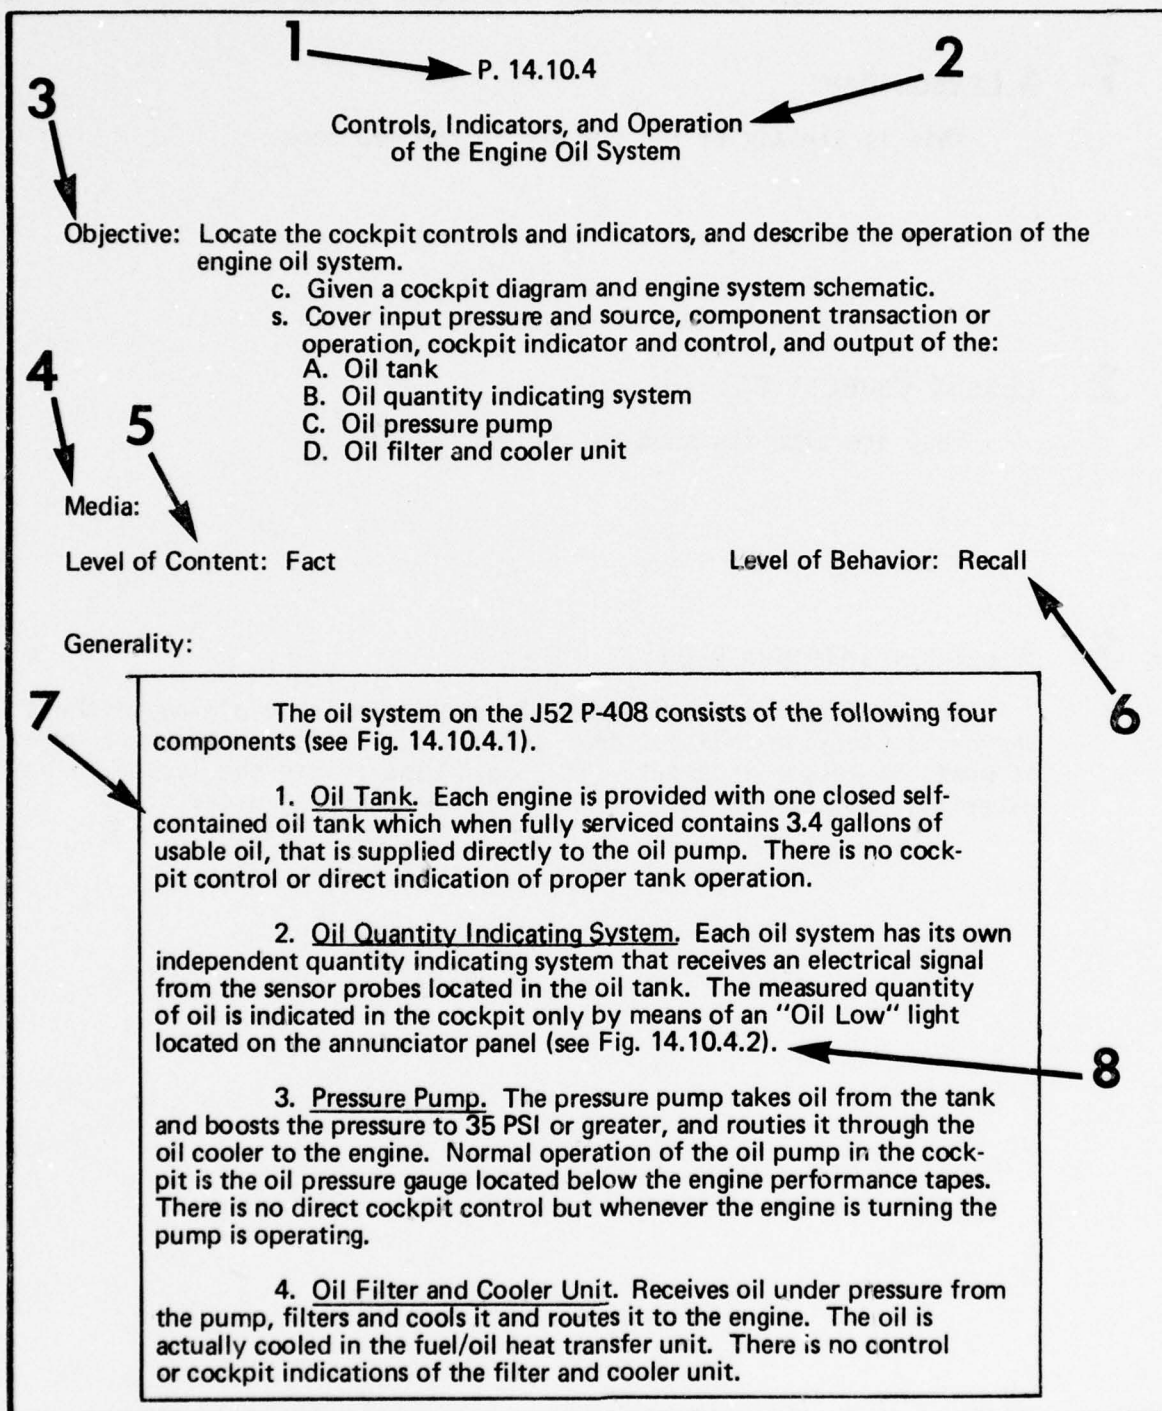 1
P. 14.10.4
2
3
Controls, Indicators, and Operation
of the Engine Oil System
Objective: Locate the cockpit controls and indicators, and describe the operation of the
engine oil system.
c. Given a cockpit diagram and engine system schematic.
s. Cover input pressure and source, component transaction or
operation, cockpit indicator and control, and output of the:
4
A. Oil tank
B. Oil quantity indicating system
5
C. Oil pressure pump
D. Oil filter and cooler unit
Media:
Level of Content: Fact
Level of Behavior: Recall
Generality:
6
7
The oil system on the J52 P-408 consists of the following four
components (see Fig. 14.10.4.1).
1. Oil Tank. Each engine is provided with one closed self-
contained oil tank which when fully serviced contains 3.4 gallons of
usable oil, that is supplied directly to the oil pump. There is no cock-
pit control or direct indication of proper tank operation.
2. Oil Quantity Indicating System. Each oil system has its own
independent quantity indicating system that receives an electrical signal
from the sensor probes located in the oil tank. The measured quantity
of oil is indicated in the cockpit only by means of an "Oil Low" light
located on the annunciator panel (see Fig. 14.10.4.2).
8
3. Pressure Pump. The pressure pump takes oil from the tank
and boosts the pressure to 35 PSI or greater, and routies it through the
oil cooler to the engine. Normal operation of the oil pump in the cock-
pit is the oil pressure gauge located below the engine performance tapes.
There is no direct cockpit control but whenever the engine is turning the
pump is operating.
4. Oil Filter and Cooler Unit. Receives oil under pressure from
the pump, filters and cools it and routes it to the engine. The oil is
actually cooled in the fuel/oil heat transfer unit. There is no control
or cockpit indications of the filter and cooler unit.